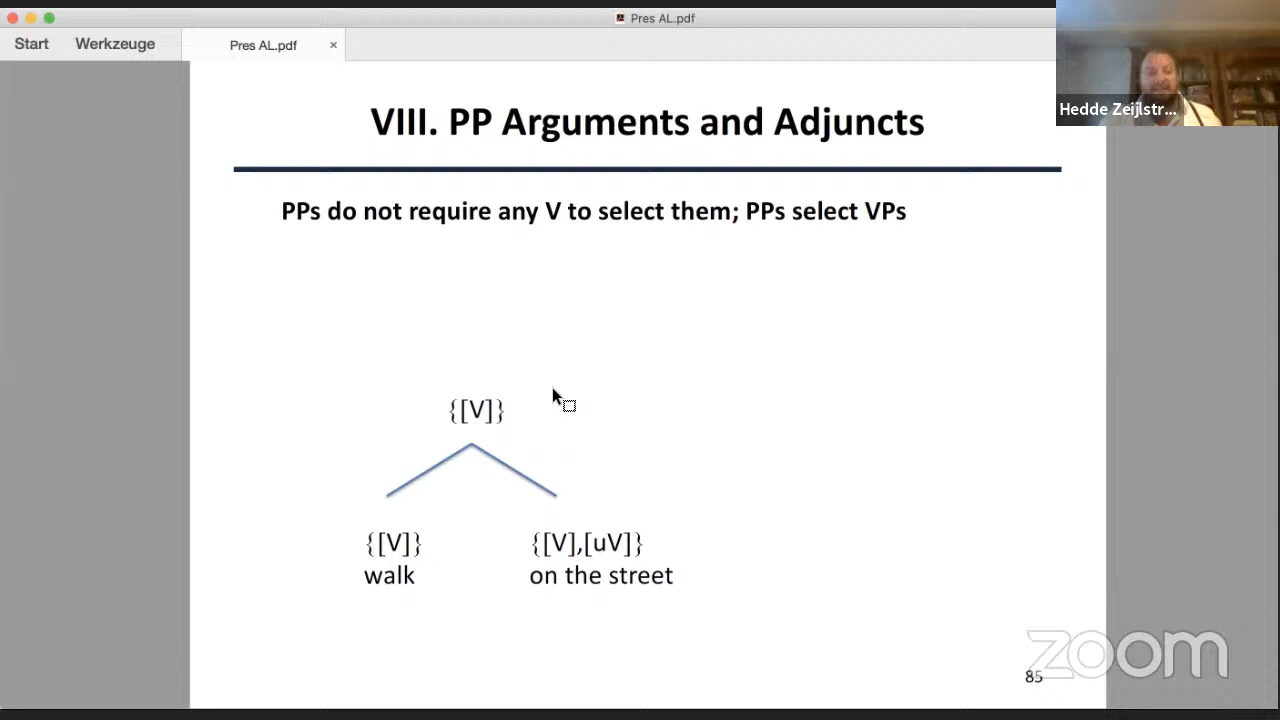 Pres AL.pdf
Start Werkzeuge Pres AL.pdf ×
Hedde Zeijlstr...
VIII. PP Arguments and Adjuncts
PPs do not require any V to select them; PPs select VPs
{[V]}
{[V]} {[V],[uV]}
walk on the street
zoom
85